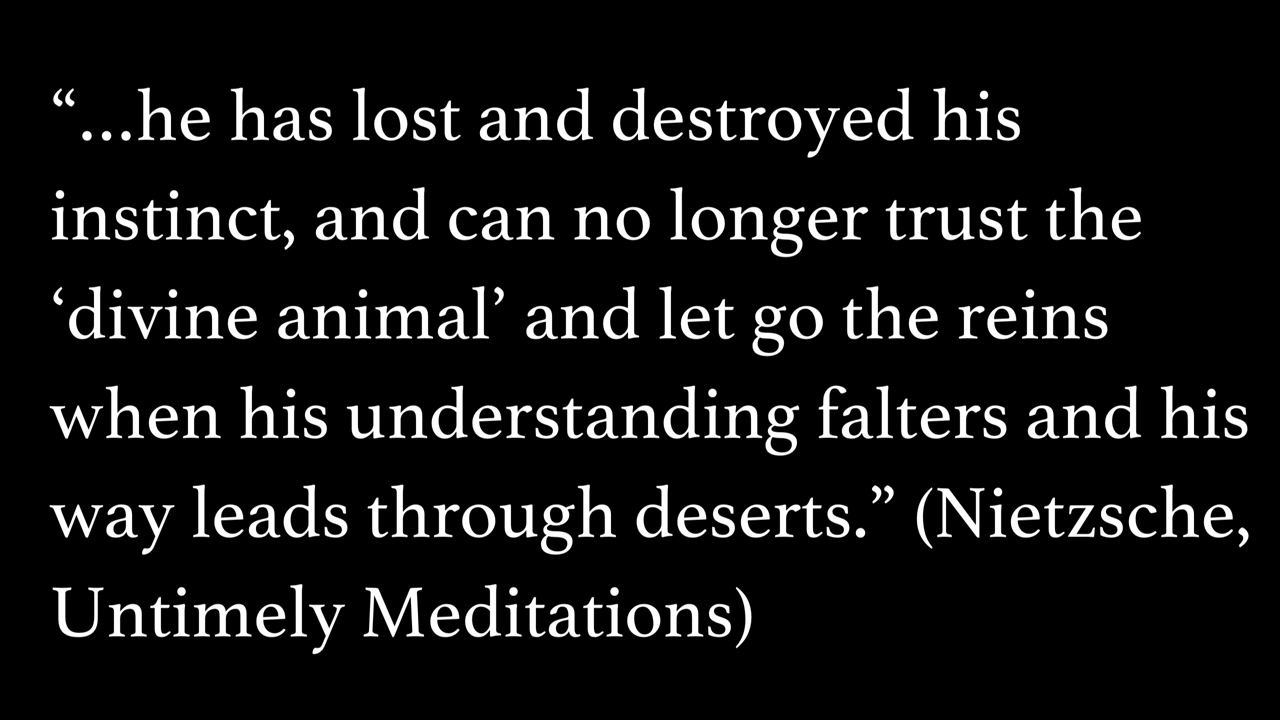 “...he has lost and destroyed his
instinct, and can no longer trust the
‘divine animal’ and let go the reins
when his understanding falters and his
way leads through deserts.” (Nietzsche,
Untimely Meditations)